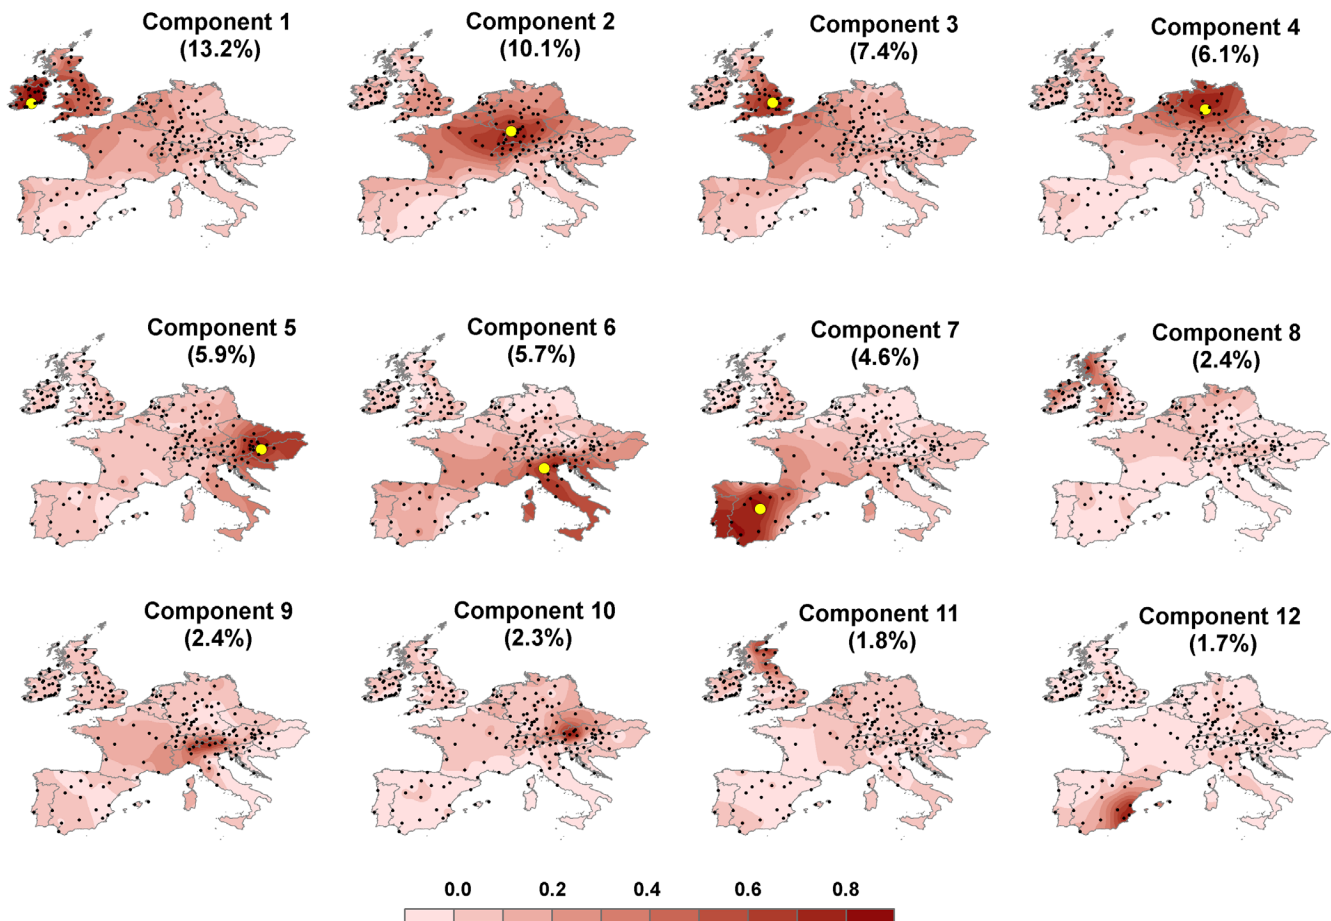 Component 1
(13.2%)
Component 2
(10.1%)
Component 3
(7.4%)
Component 4
(6.1%)
Component 5
(5.9%)
Component 6
(5.7%)
Component 7
(4.6%)
Component 8
(2.4%)
Component 9
(2.4%)
Component 10
(2.3%)
Component 11
(1.8%)
Component 12
(1.7%)
0.0 0.2 0.4 0.6 0.8